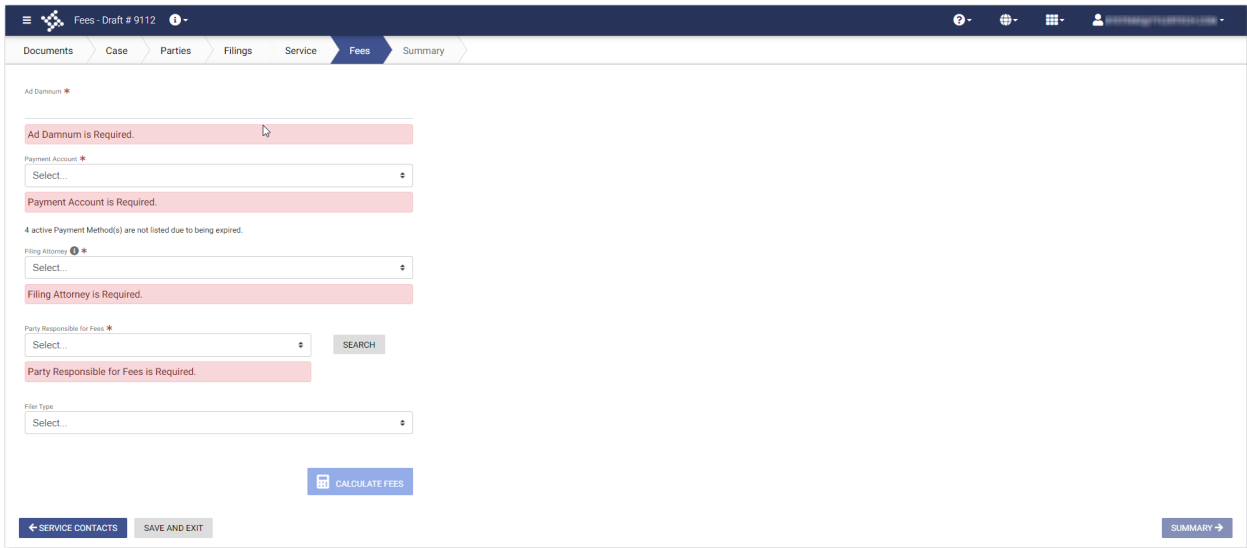 Fees - Draft # 9112
Documents Case Parties Filings Service Fees Summary
Ad Damnum *
Ad Damnum is Required.
Payment Account *
Select...
Payment Account is Required.
4 active Payment Method(s) are not listed due to being expired.
Filing Attorney *
Select...
Filing Attorney is Required.
Party Responsible for Fees *
Select... SEARCH
Party Responsible for Fees is Required.
Filer Type
Select...
CALCULATE FEES
SERVICE CONTACTS SAVE AND EXIT SUMMARY